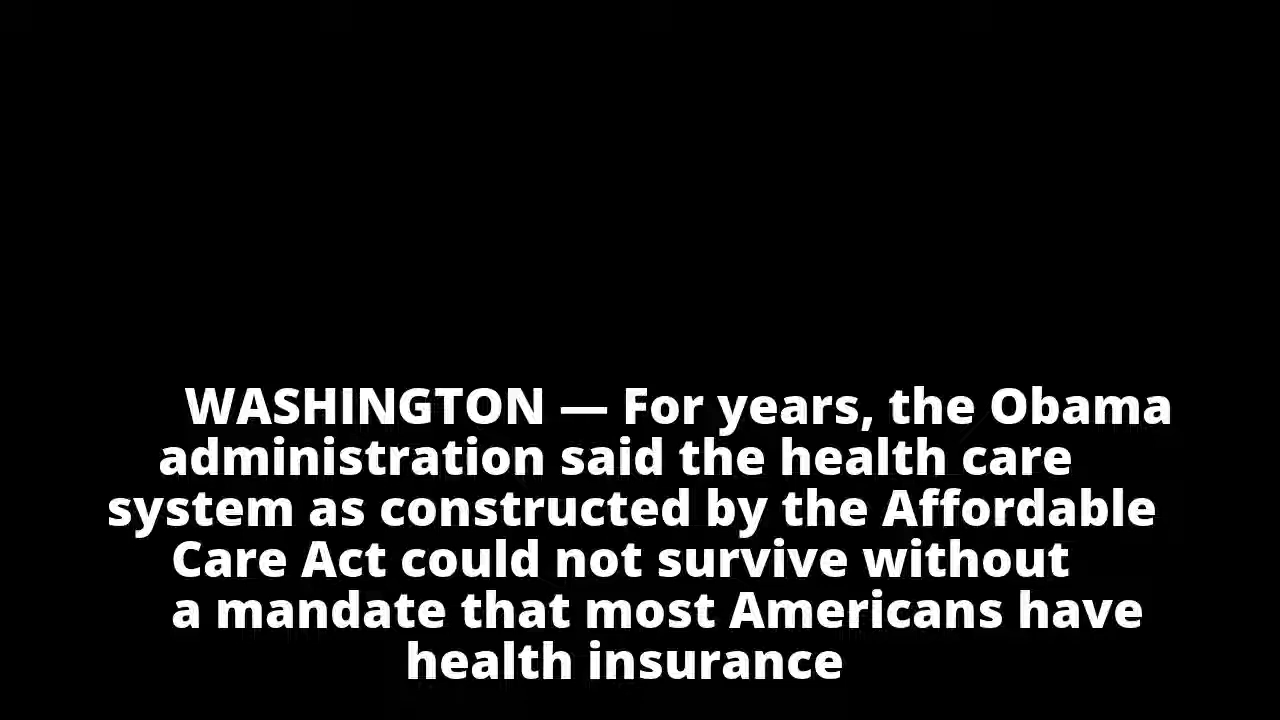 WASHINGTON — For years, the Obama
administration said the health care
system as constructed by the Affordable
Care Act could not survive without
a mandate that most Americans have
health insurance